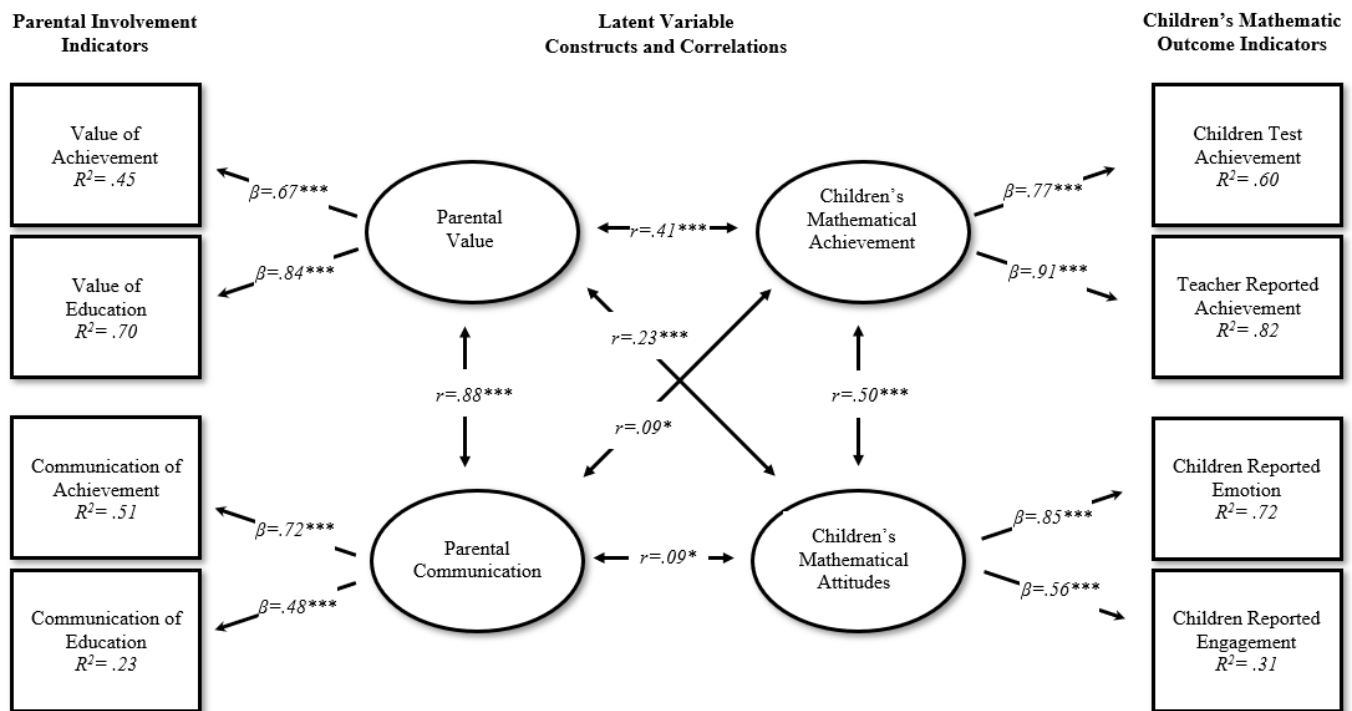 Parental Involvement
Indicators
Latent Variable
Constructs and Correlations
Children's Mathematic
Outcome Indicators
Value of
Achievement
R²= .45
Value of
Education
R²= .70
Communication of
Achievement
R²= .51
Communication of
Education
R²= .23
β=.67***
β=.84***
β=.72***
β=.48***
Parental
Value
Parental
Communication
r=.41***
r=.23***
r=.88***
r=.09*
r=.50***
r=.09*
Children's
Mathematical
Achievement
Children's
Mathematical
Attitudes
β=.77***
β=.91***
β=.85***
β=.56***
Children Test
Achievement
R²= .60
Teacher Reported
Achievement
R²= .82
Children Reported
Emotion
R²= .72
Children Reported
Engagement
R²= .31